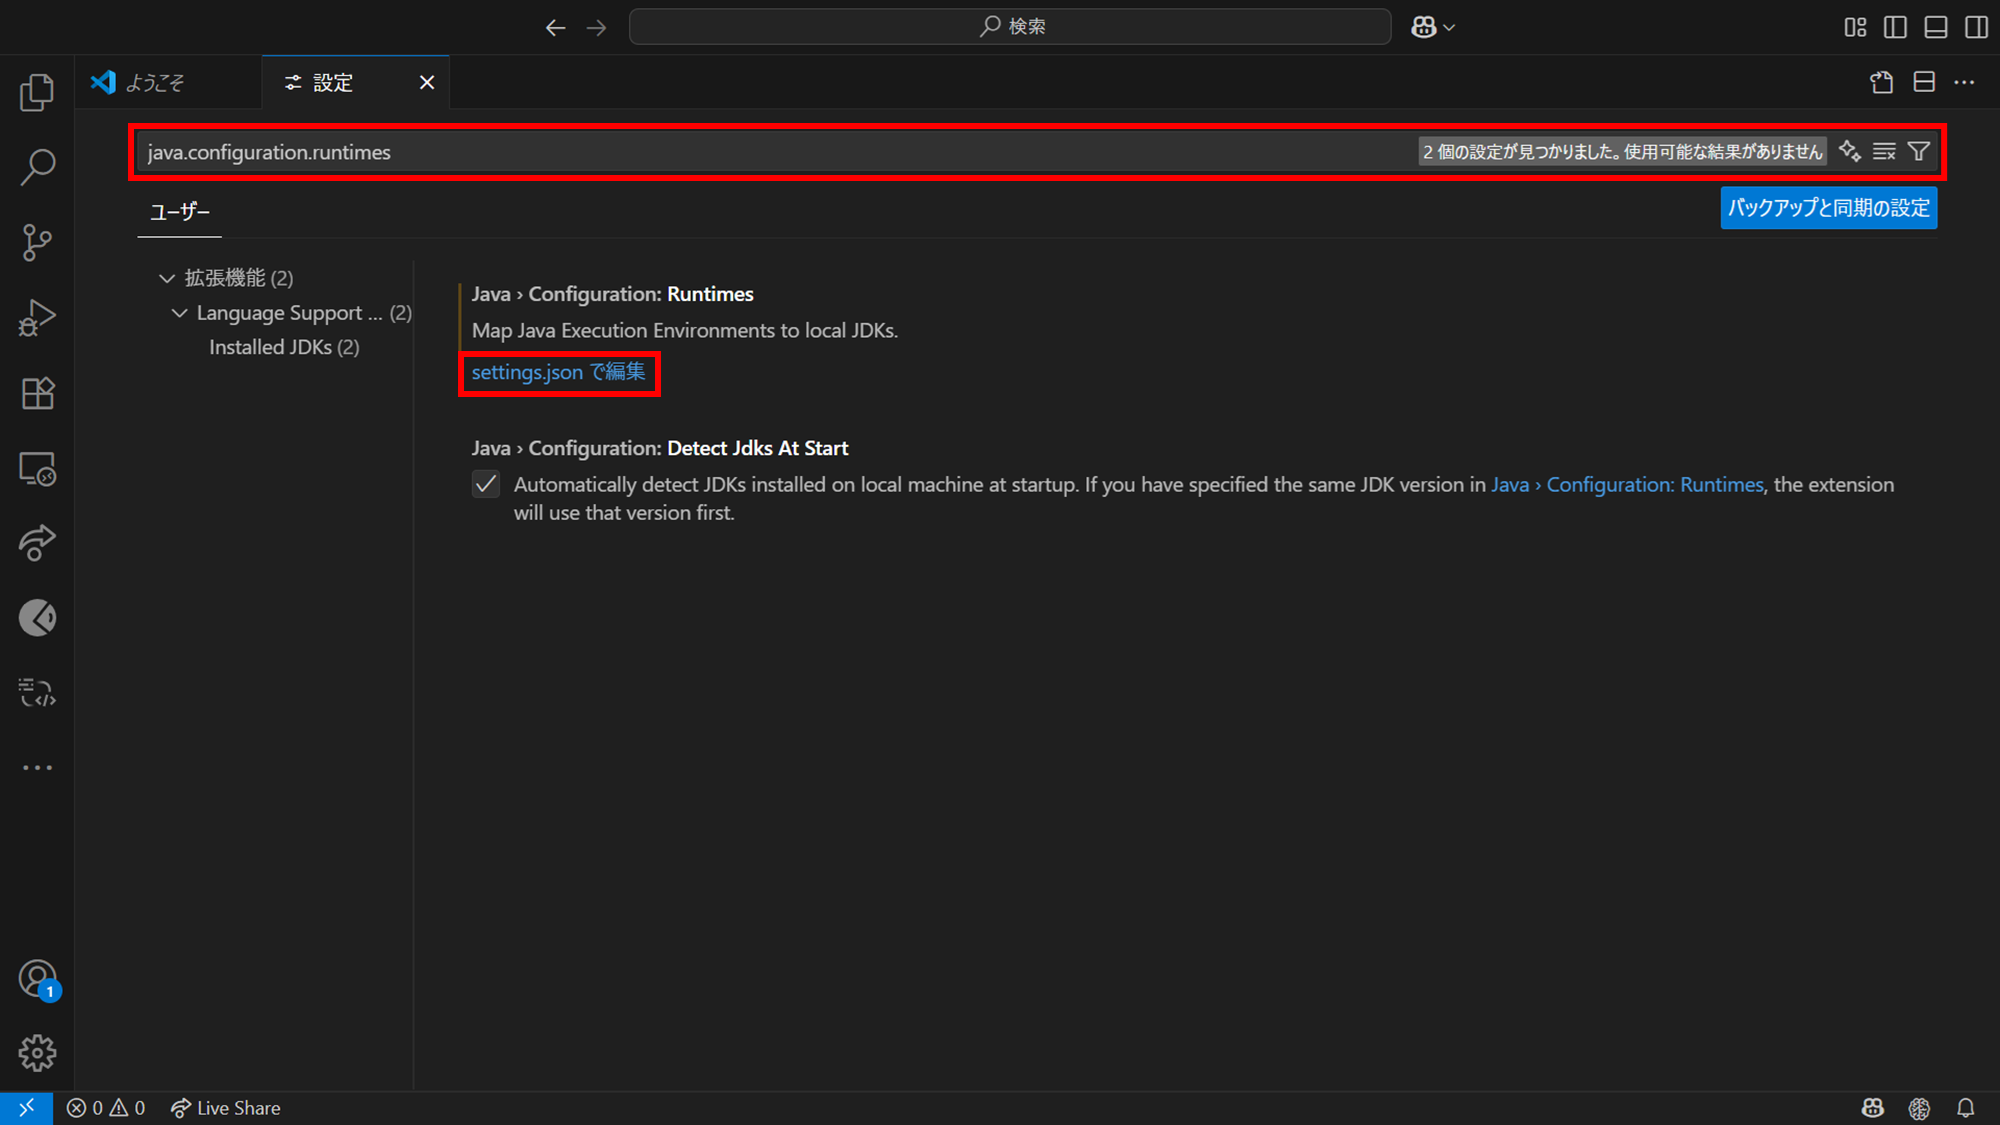 検索
ようこそ
設定
java.configuration.runtimes
2 個の設定が見つかりました。使用可能な結果がありません
ユーザー
バックアップと同期の設定
拡張機能 (2)
Language Support ... (2)
Installed JDKs (2)
Java › Configuration: Runtimes
Map Java Execution Environments to local JDKs.
settings.json で編集
Java › Configuration: Detect Jdks At Start
Automatically detect JDKs installed on local machine at startup. If you have specified the same JDK version in Java › Configuration: Runtimes, the extension
will use that version first.
1
0 0 Live Share